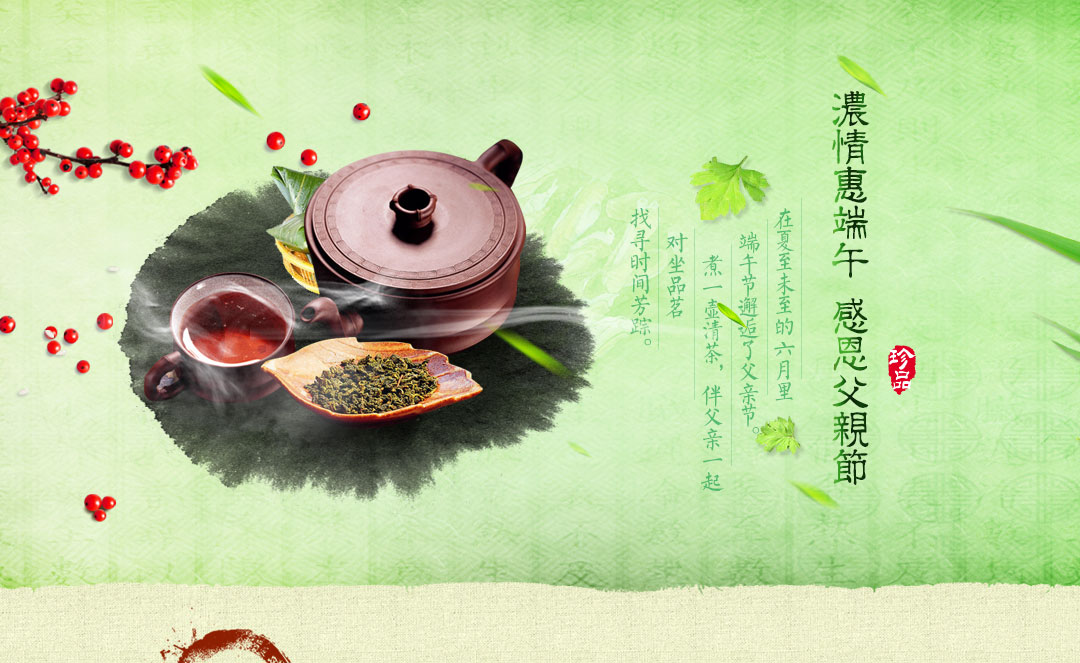 濃情惠端午 感恩父親節
珍品
在夏至未至的六月里
端午节邂逅了父亲节。
煮一壶清茶，伴父亲一起
对坐品茗
找寻时间芳踪。